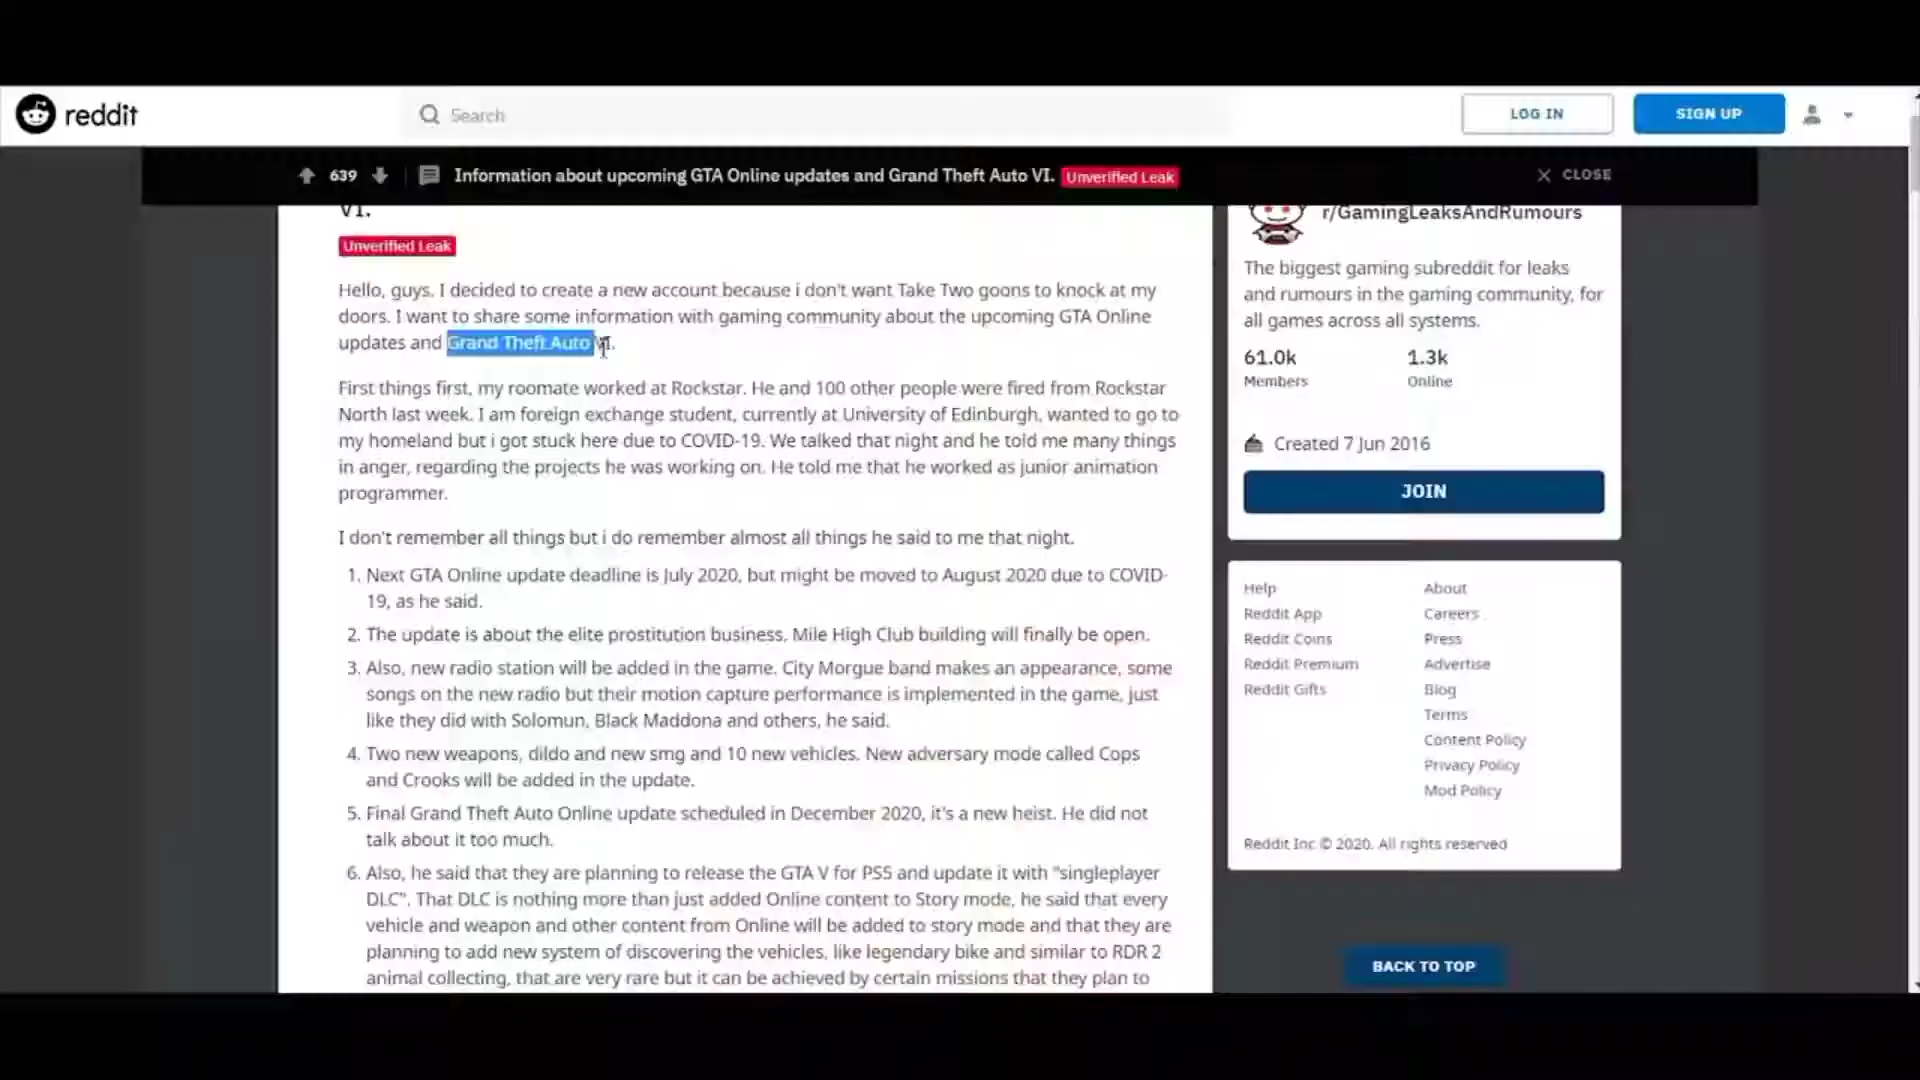 reddit
Search
LOG IN
SIGN UP
639
Information about upcoming GTA Online updates and Grand Theft Auto VI.
Unverified Leak
CLOSE
VI.
Unverified Leak
Hello, guys. I decided to create a new account because i don't want Take Two goons to knock at my
doors. I want to share some information with gaming community about the upcoming GTA Online
updates and Grand Theft Auto VI.
First things first, my roomate worked at Rockstar. He and 100 other people were fired from Rockstar
North last week. I am foreign exchange student, currently at University of Edinburgh, wanted to go to
my homeland but i got stuck here due to COVID-19. We talked that night and he told me many things
in anger, regarding the projects he was working on. He told me that he worked as junior animation
programmer.
I don't remember all things but i do remember almost all things he said to me that night.
1. Next GTA Online update deadline is July 2020, but might be moved to August 2020 due to COVID-
19, as he said.
2. The update is about the elite prostitution business. Mile High Club building will finally be open.
3. Also, new radio station will be added in the game. City Morgue band makes an appearance, some
songs on the new radio but their motion capture performance is implemented in the game, just
like they did with Solomun, Black Maddona and others, he said.
4. Two new weapons, dildo and new smg and 10 new vehicles. New adversary mode called Cops
and Crooks will be added in the update.
5. Final Grand Theft Auto Online update scheduled in December 2020, it's a new heist. He did not
talk about it too much.
6. Also, he said that they are planning to release the GTA V for PS5 and update it with "singleplayer
DLC". That DLC is nothing more than just added Online content to Story mode, he said that every
vehicle and weapon and other content from Online will be added to story mode and that they are
planning to add new system of discovering the vehicles, like legendary bike and similar to RDR 2
animal collecting, that are very rare but it can be achieved by certain missions that they plan to
r/GamingLeaksAndRumours
The biggest gaming subreddit for leaks
and rumours in the gaming community, for
all games across all systems.
61.0k
1.3k
Members
Online
Created 7 Jun 2016
JOIN
Help
About
Reddit App
Careers
Reddit Coins
Press
Reddit Premium
Advertise
Reddit Gifts
Blog
Terms
Content Policy
Privacy Policy
Mod Policy
Reddit Inc © 2020. All rights reserved
BACK TO TOP